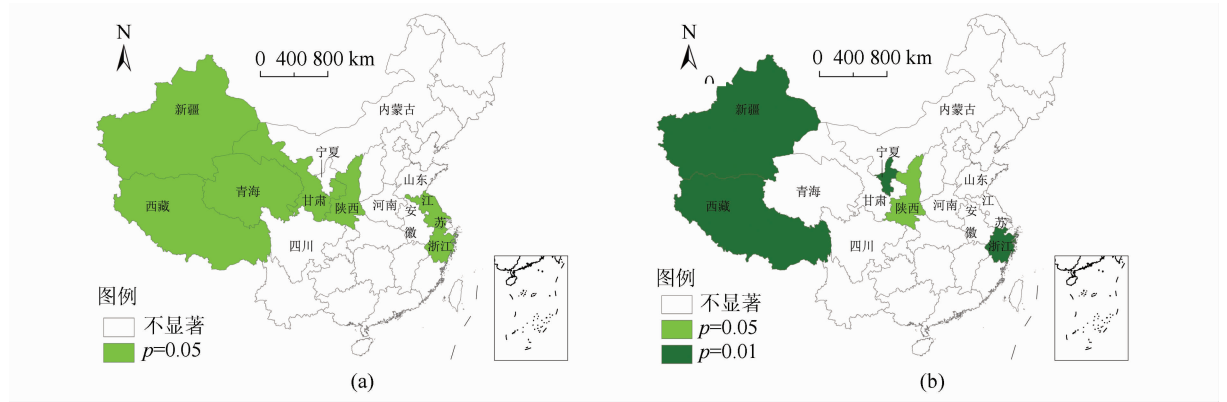 N
0 400 800 km
新疆
内蒙古
宁夏
青海
山东
西藏
甘肃
陕西
河南
江
苏
安
徽
四川
浙江
图例
不显著
p=0.05
(a)
N
0
0 400 800 km
新疆
内蒙古
宁夏
青海
山东
西藏
甘肃
陕西
河南
江
苏
安
徽
四川
浙江
图例
不显著
p=0.05
p=0.01
(b)